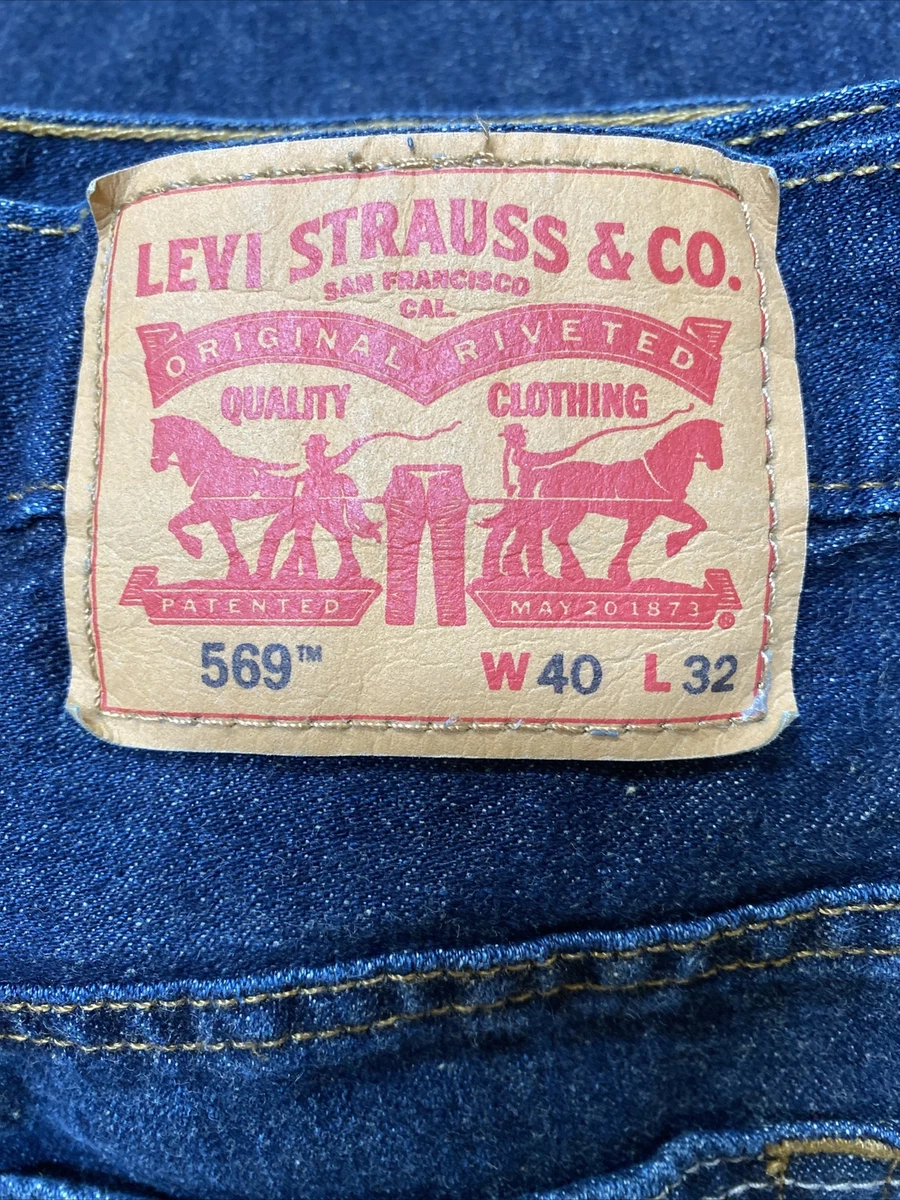 LEVI STRAUSS & CO.
SAN FRANCISCO
CAL.
ORIGINAL RIVETED
QUALITY CLOTHING
PATENTED MAY 20 1873 ®
569™ W40 L32